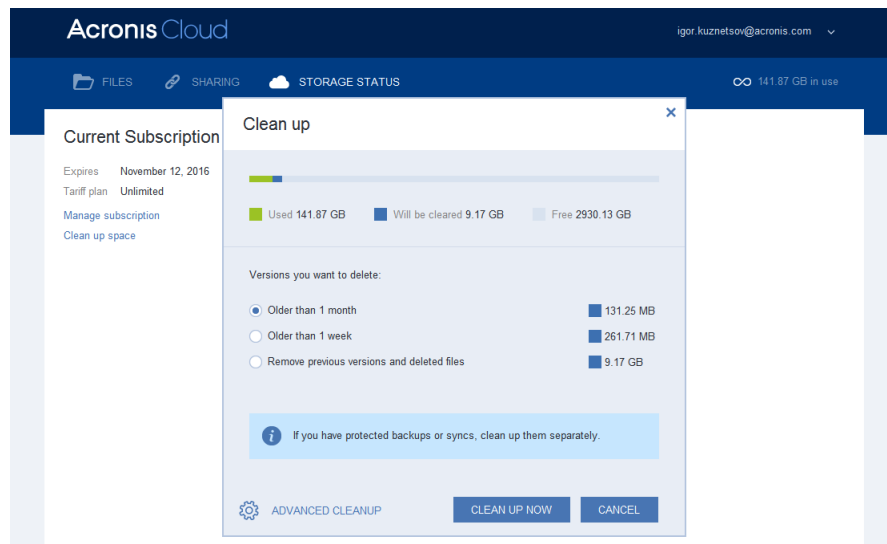 Acronis Cloud
igor.kuznetsov@acronis.com
FILES
SHARING
STORAGE STATUS
141.87 GB in use
Current Subscription
Expires November 12, 2016
Tariff plan Unlimited
Manage subscription
Clean up space
Clean up
Used 141.87 GB
Will be cleared 9.17 GB
Free 2930.13 GB
Versions you want to delete:
Older than 1 month 131.25 MB
Older than 1 week 261.71 MB
Remove previous versions and deleted files 9.17 GB
If you have protected backups or syncs, clean up them separately.
ADVANCED CLEANUP
CLEAN UP NOW
CANCEL